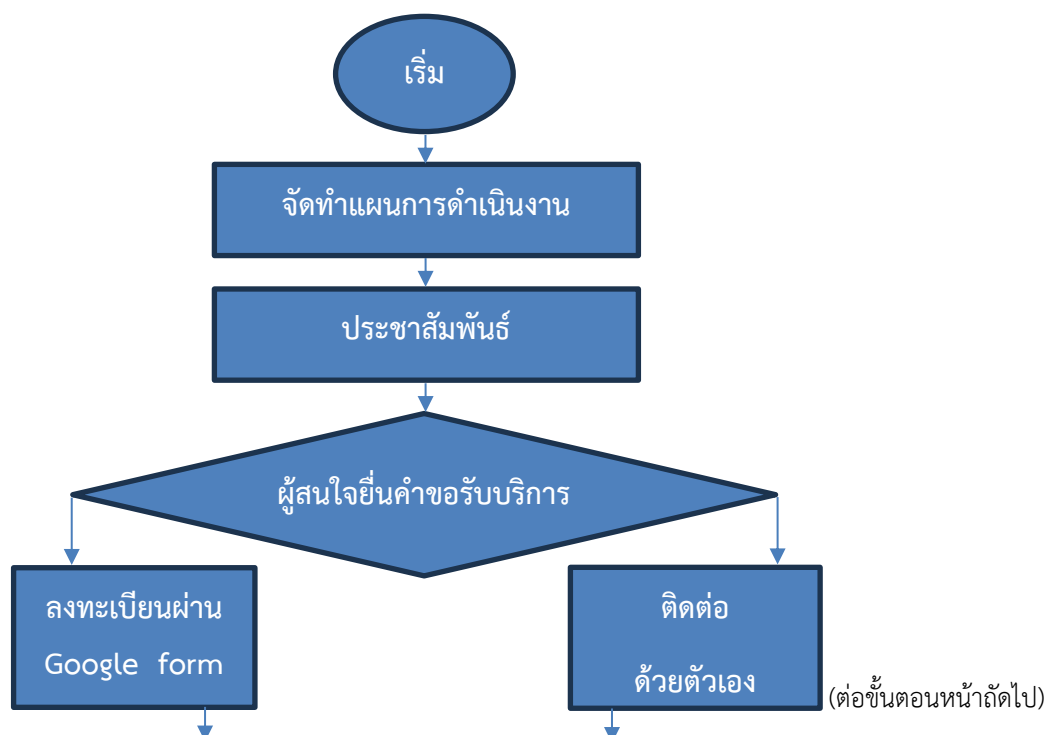 เริ่ม
จัดทำแผนการดำเนินงาน
ประชาสัมพันธ์
ผู้สนใจยื่นคำขอรับบริการ
ลงทะเบียนผ่าน
Google form
ติดต่อ
ด้วยตัวเอง
(ต่อขั้นตอนหน้าถัดไป)